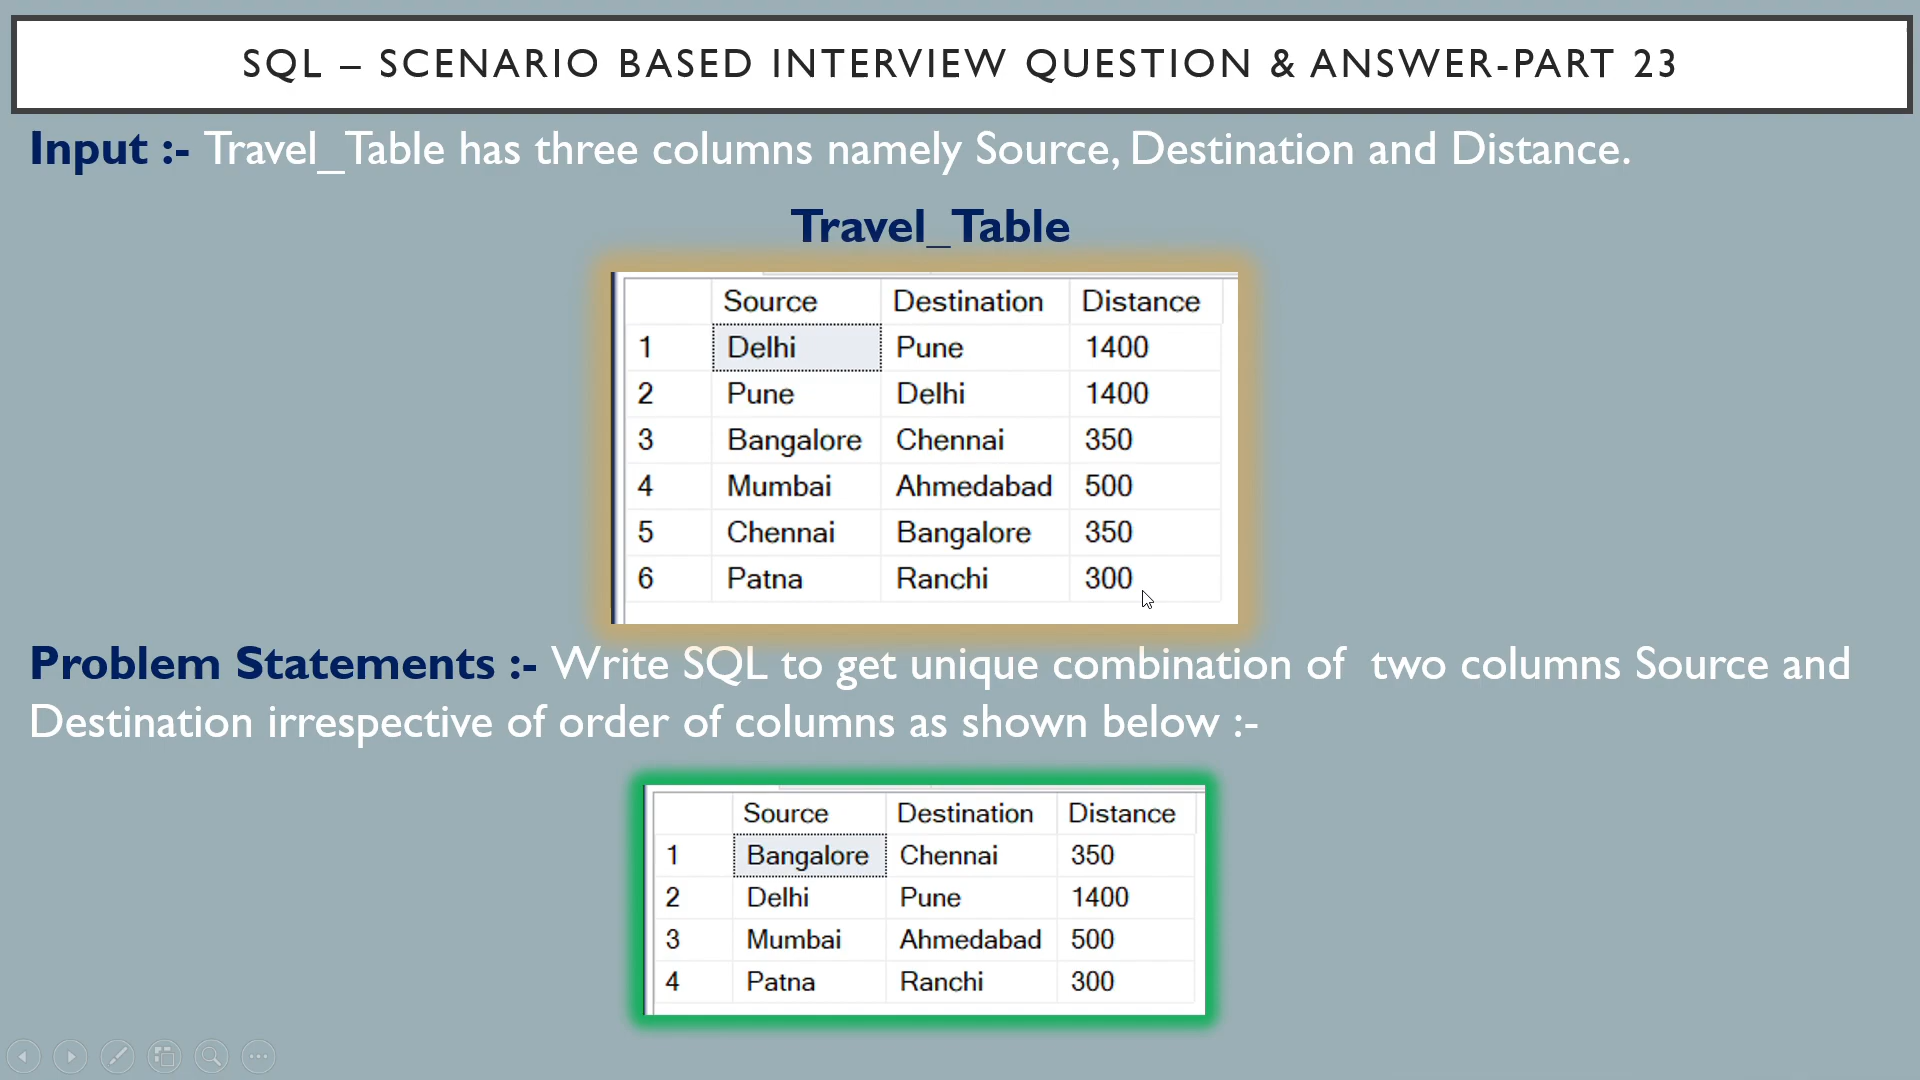 SQL – SCENARIO BASED INTERVIEW QUESTION & ANSWER-PART 23
Input :- Travel_Table has three columns namely Source, Destination and Distance.
Travel_Table
Source Destination Distance
1 Delhi Pune 1400
2 Pune Delhi 1400
3 Bangalore Chennai 350
4 Mumbai Ahmedabad 500
5 Chennai Bangalore 350
6 Patna Ranchi 300
Problem Statements :- Write SQL to get unique combination of two columns Source and
Destination irrespective of order of columns as shown below :-
Source Destination Distance
1 Bangalore Chennai 350
2 Delhi Pune 1400
3 Mumbai Ahmedabad 500
4 Patna Ranchi 300